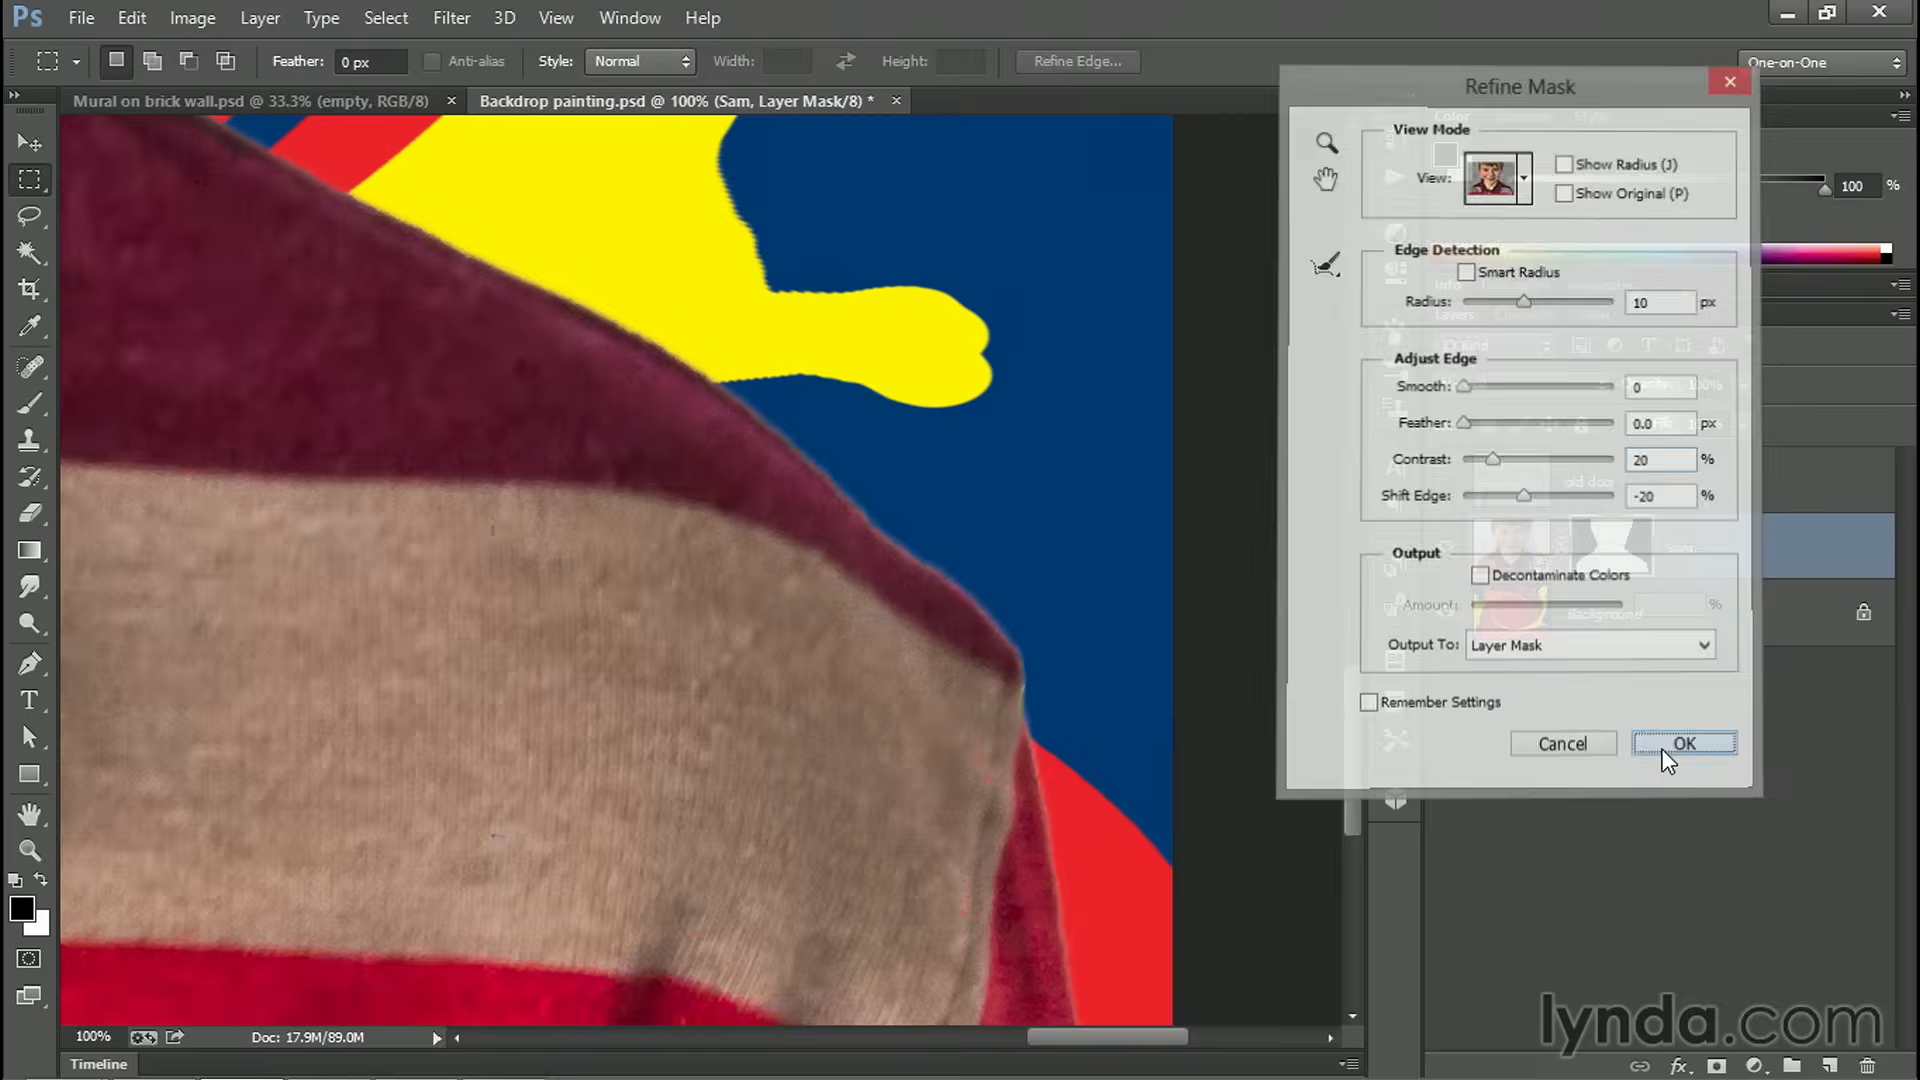 Ps File Edit Image Layer Type Select Filter 3D View Window Help
Feather: 0 px Anti-alias Style: Normal Width: Height: Refine Edge... One-on-One
Mural on brick wall.psd @ 33.3% (empty, RGB/8) × Backdrop painting.psd @ 100% (Sam, Layer Mask/8) * ×
Refine Mask
View Mode
View:
Show Radius (J)
Show Original (P)
100 %
Edge Detection
Smart Radius
Radius: 10 px
Adjust Edge
Smooth: 0
Feather: 0.0 px
Contrast: 20 %
Shift Edge: -20 %
Output
Decontaminate Colors
Amount: %
Background
Output To: Layer Mask
Remember Settings
Cancel OK
T
lynda.com
100% Doc: 17.9M/89.0M
Timeline
fx